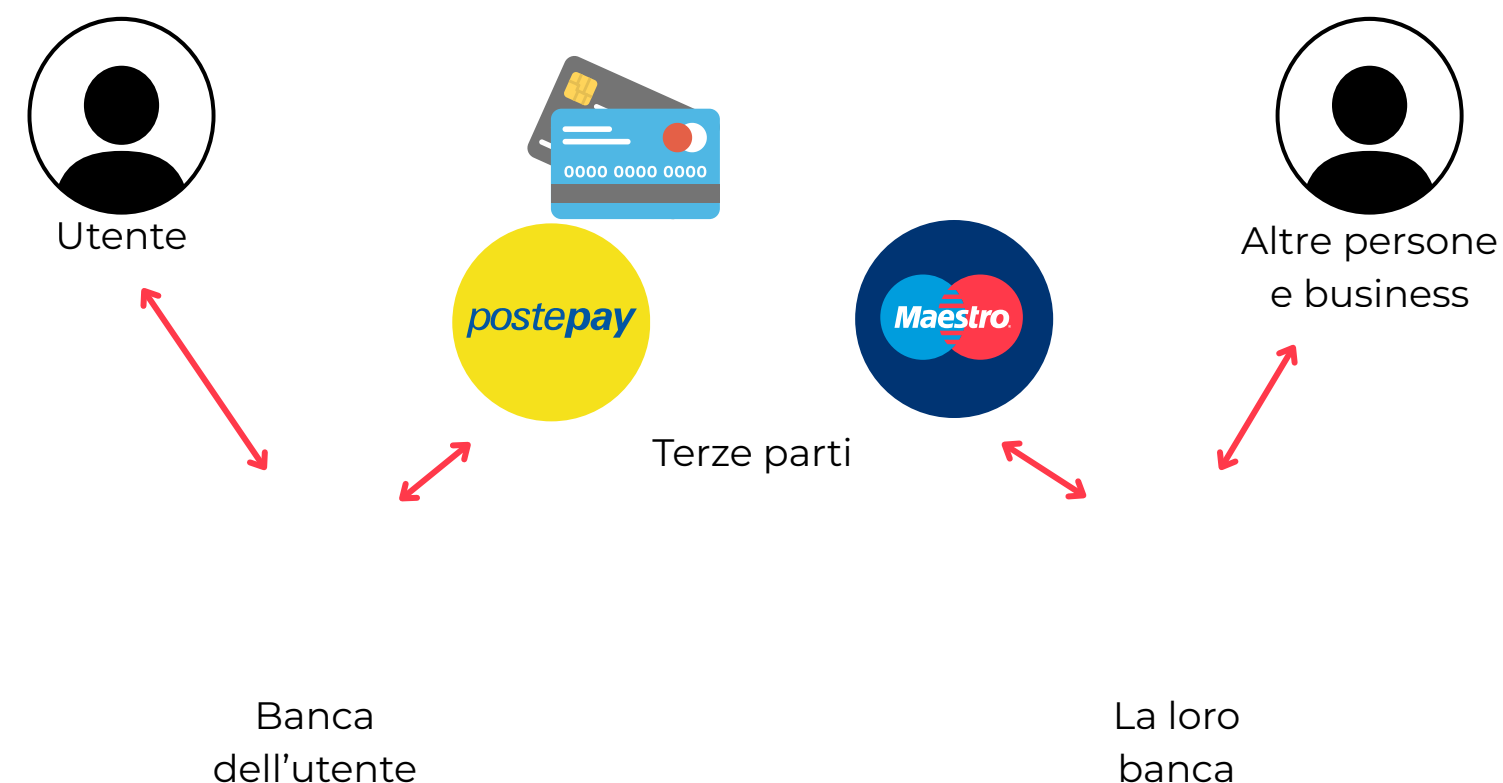 0000 0000 0000
Utente
Altre persone
e business
postepay
Maestro
Terze parti
Banca
dell’utente
La loro
banca